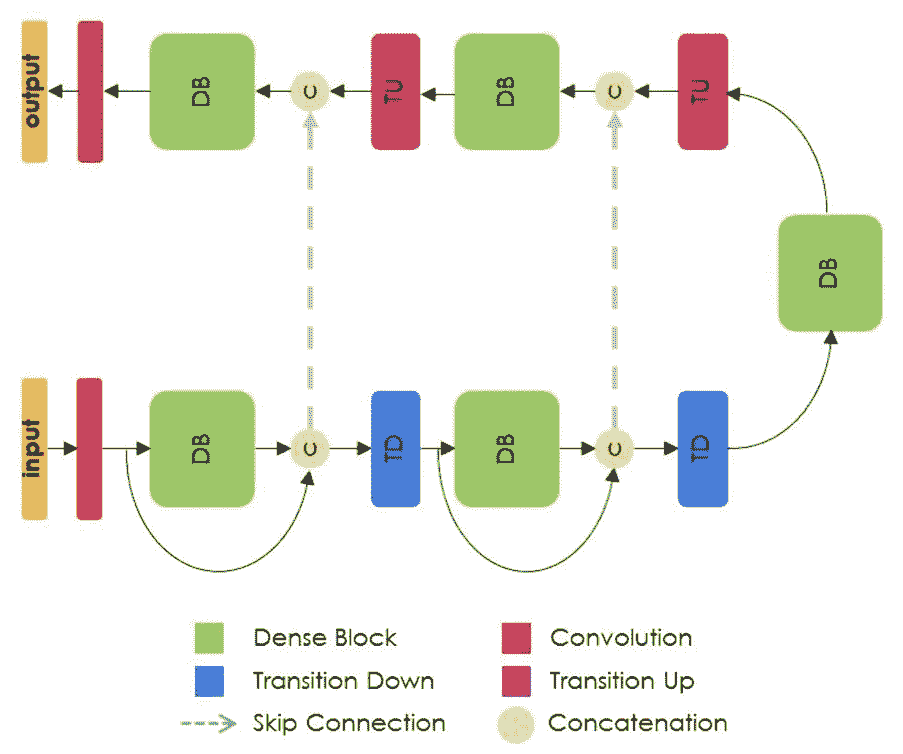 output
DB
C
TU
DB
C
TU
DB
input
DB
C
TD
DB
C
TD
Dense Block
Convolution
Transition Down
Transition Up
Skip Connection
Concatenation